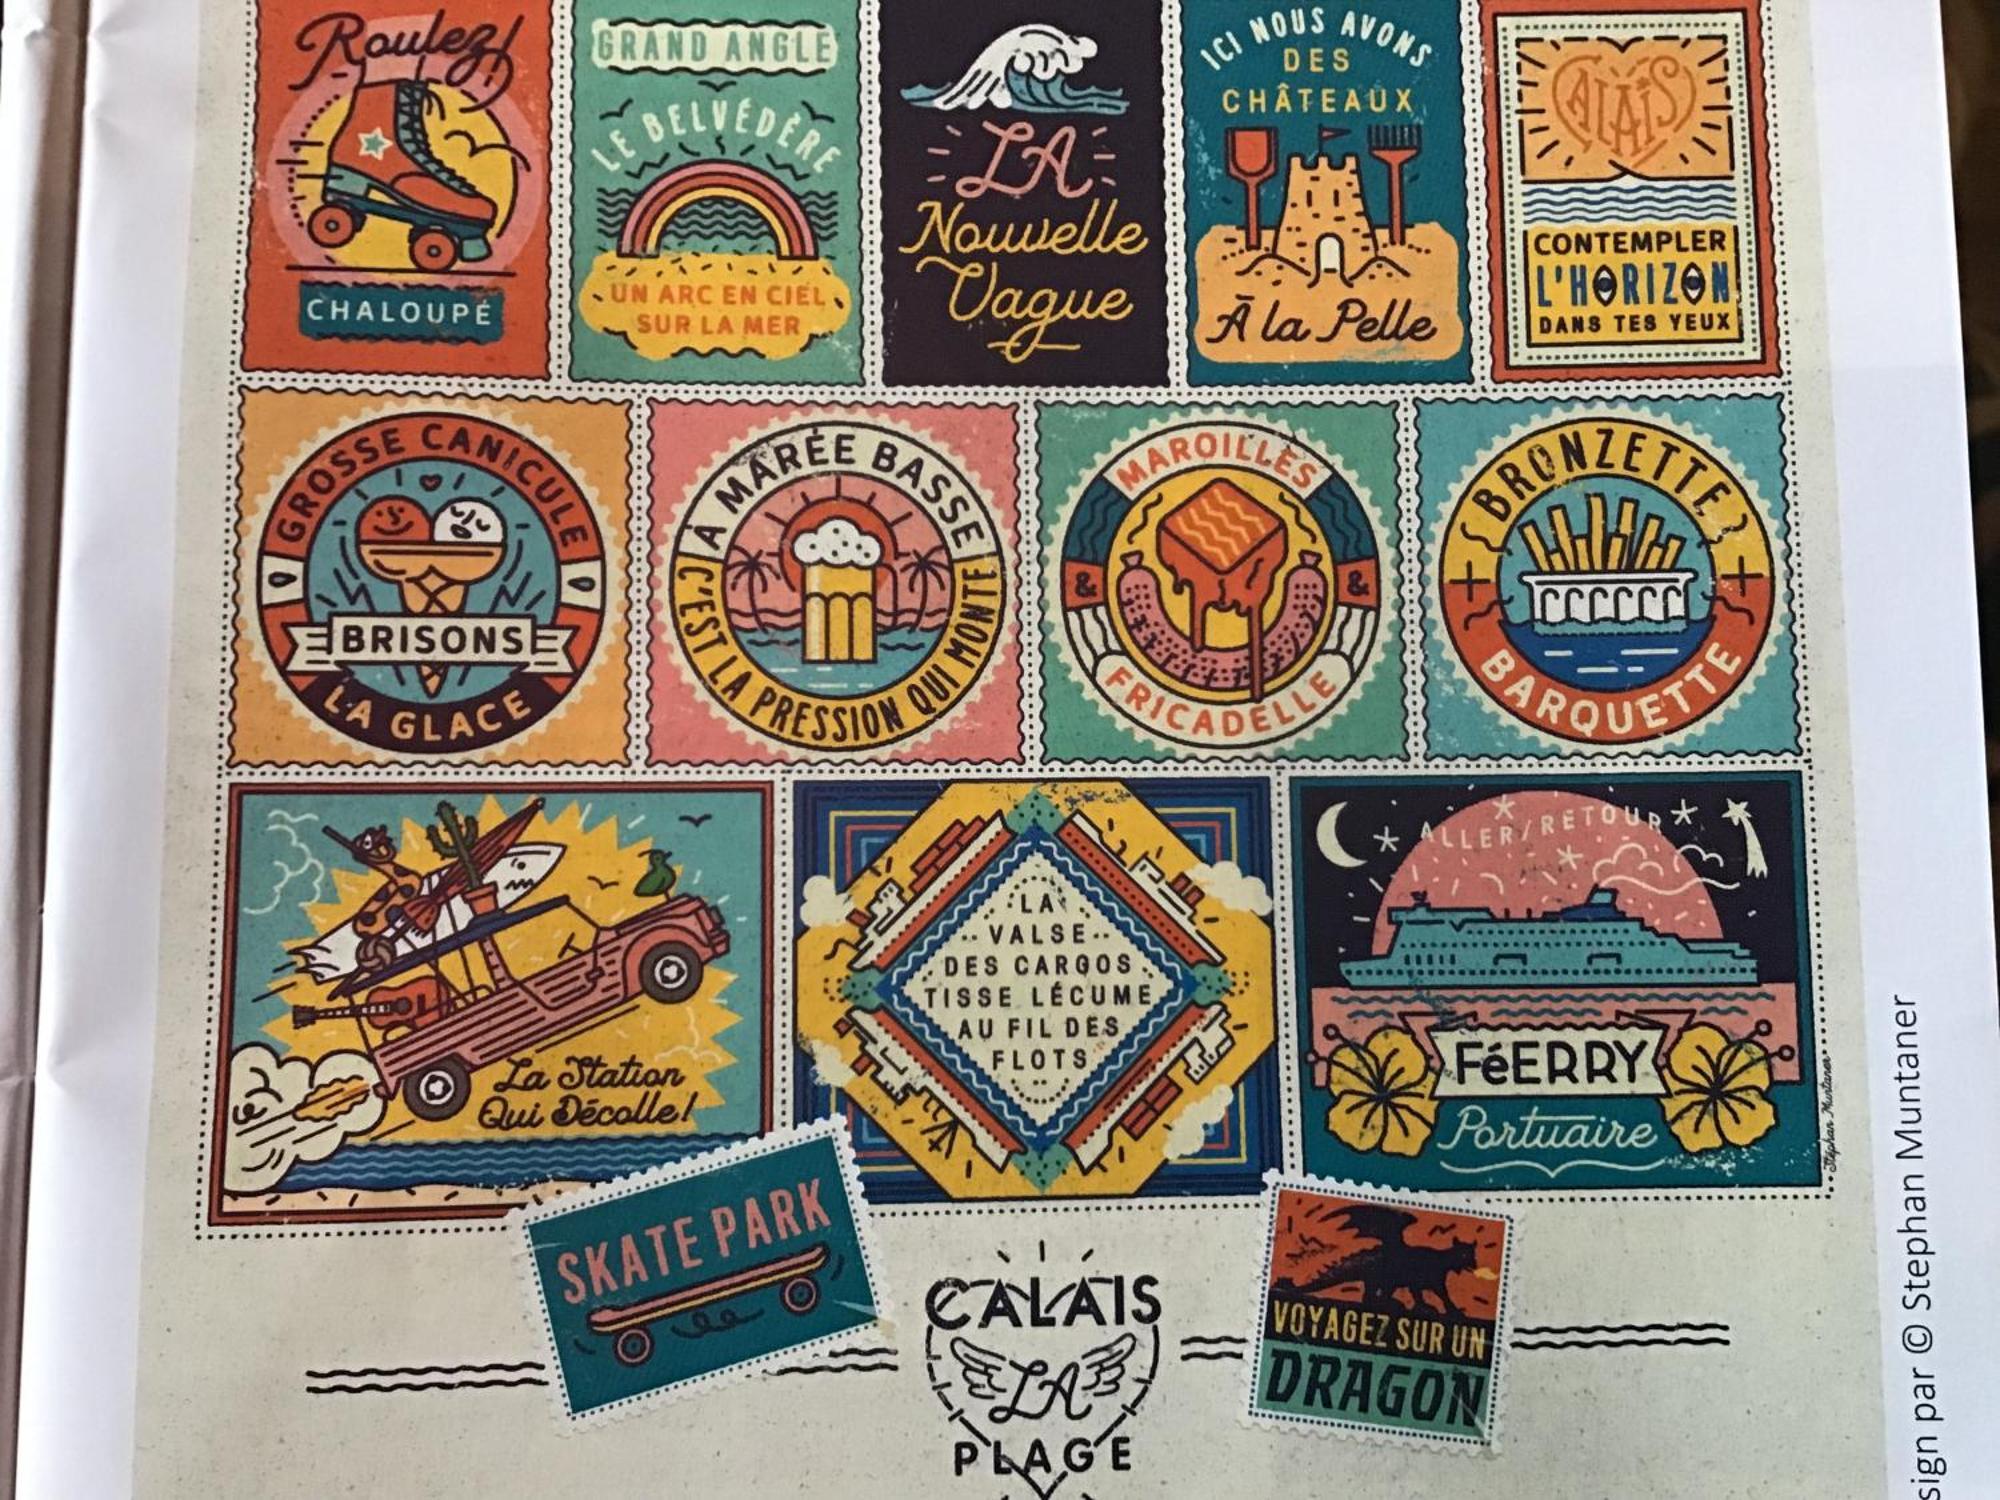 Roulez!
CHALOUPÉ
GRAND ANGLE
LE BELVÉDÈRE
UN ARC EN CIEL
SUR LA MER
LA
Nouvelle
Vague
ICI NOUS AVONS
DES
CHÂTEAUX
À la Pelle
CALAIS
CONTEMPLER
L'HORIZON
DANS TES YEUX
GROSSE CANICULE
BRISONS
LA GLACE
À MARÉE BASSE
C'EST LA PRESSION QUI MONTE
MAROILLES
& &
FRICADELLE
BRONZETTE
BARQUETTE
La Station
Qui Décolle!
LA
VALSE
DES CARGOS
TISSE LÉCUME
AU FIL DES
FLOTS
ALLER/RETOUR
FéERRY
Portuaire
Stéphan Muntaner
SKATE PARK
CALAIS
LA
PLAGE
VOYAGEZ SUR UN
DRAGON
sign par © Stephan Muntaner